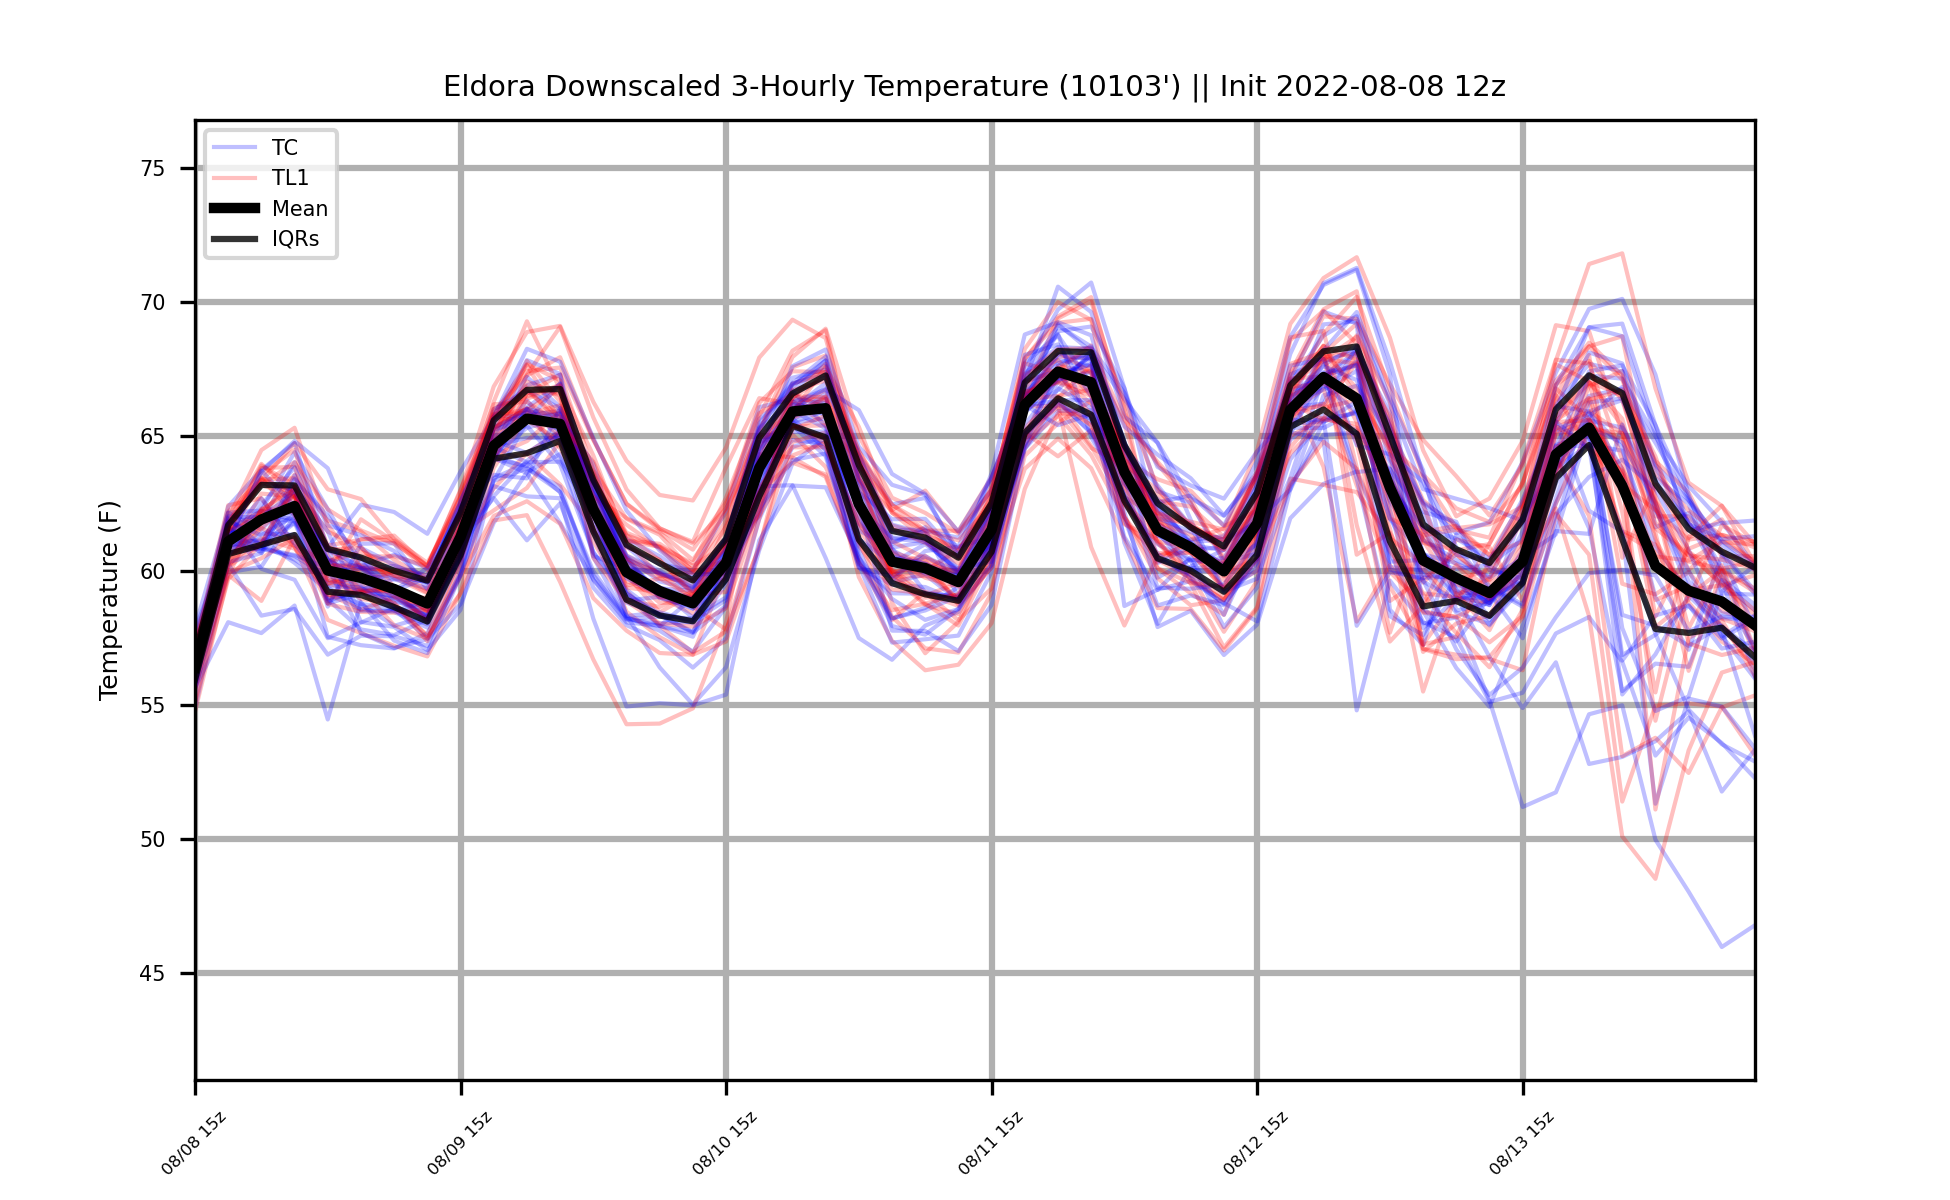 Eldora Downscaled 3-Hourly Temperature (10103') || Init 2022-08-08 12z
TC
TL1
Mean
IQRs
Temperature (F)
75
70
65
60
55
50
45
08/08 15z
08/09 15z
08/10 15z
08/11 15z
08/12 15z
08/13 15z